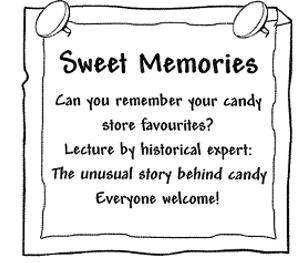 Sweet Memories
Can you remember your candy
store favourites?
Lecture by historical expert:
The unusual story behind candy
Everyone welcome!